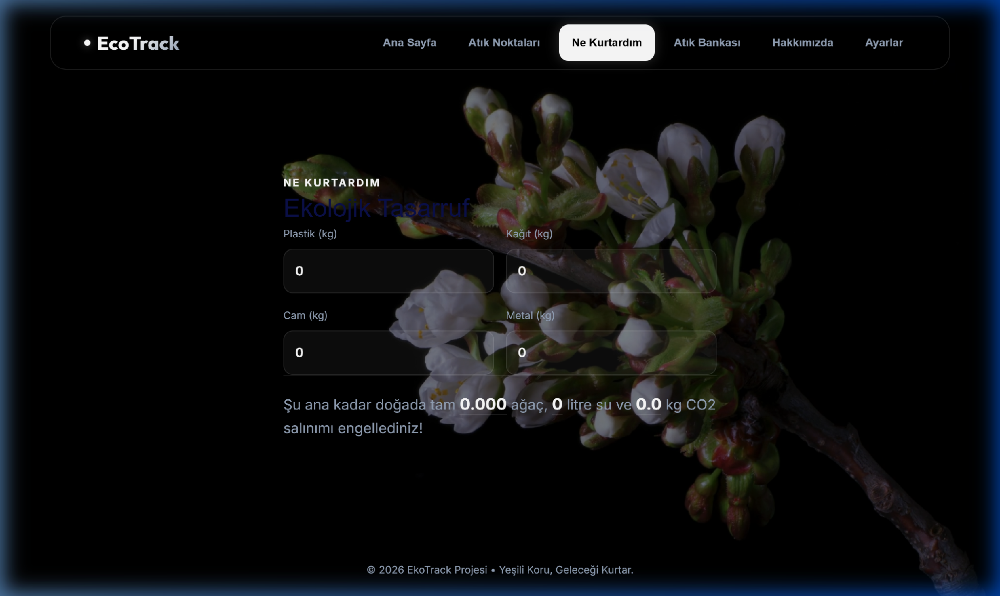 EcoTrack
Ana Sayfa
Atık Noktaları
Ne Kurtardım
Atık Bankası
Hakkımızda
Ayarlar
NE KURTARDIM
Ekolojik Tasarruf
Plastik (kg)
Kağıt (kg)
0
0
Cam (kg)
Metal (kg)
0
0
Şu ana kadar doğada tam 0.000 ağaç, 0 litre su ve 0.0 kg CO2
salınımı engellediniz!
© 2026 EkoTrack Projesi • Yeşili Koru, Geleceği Kurtar.